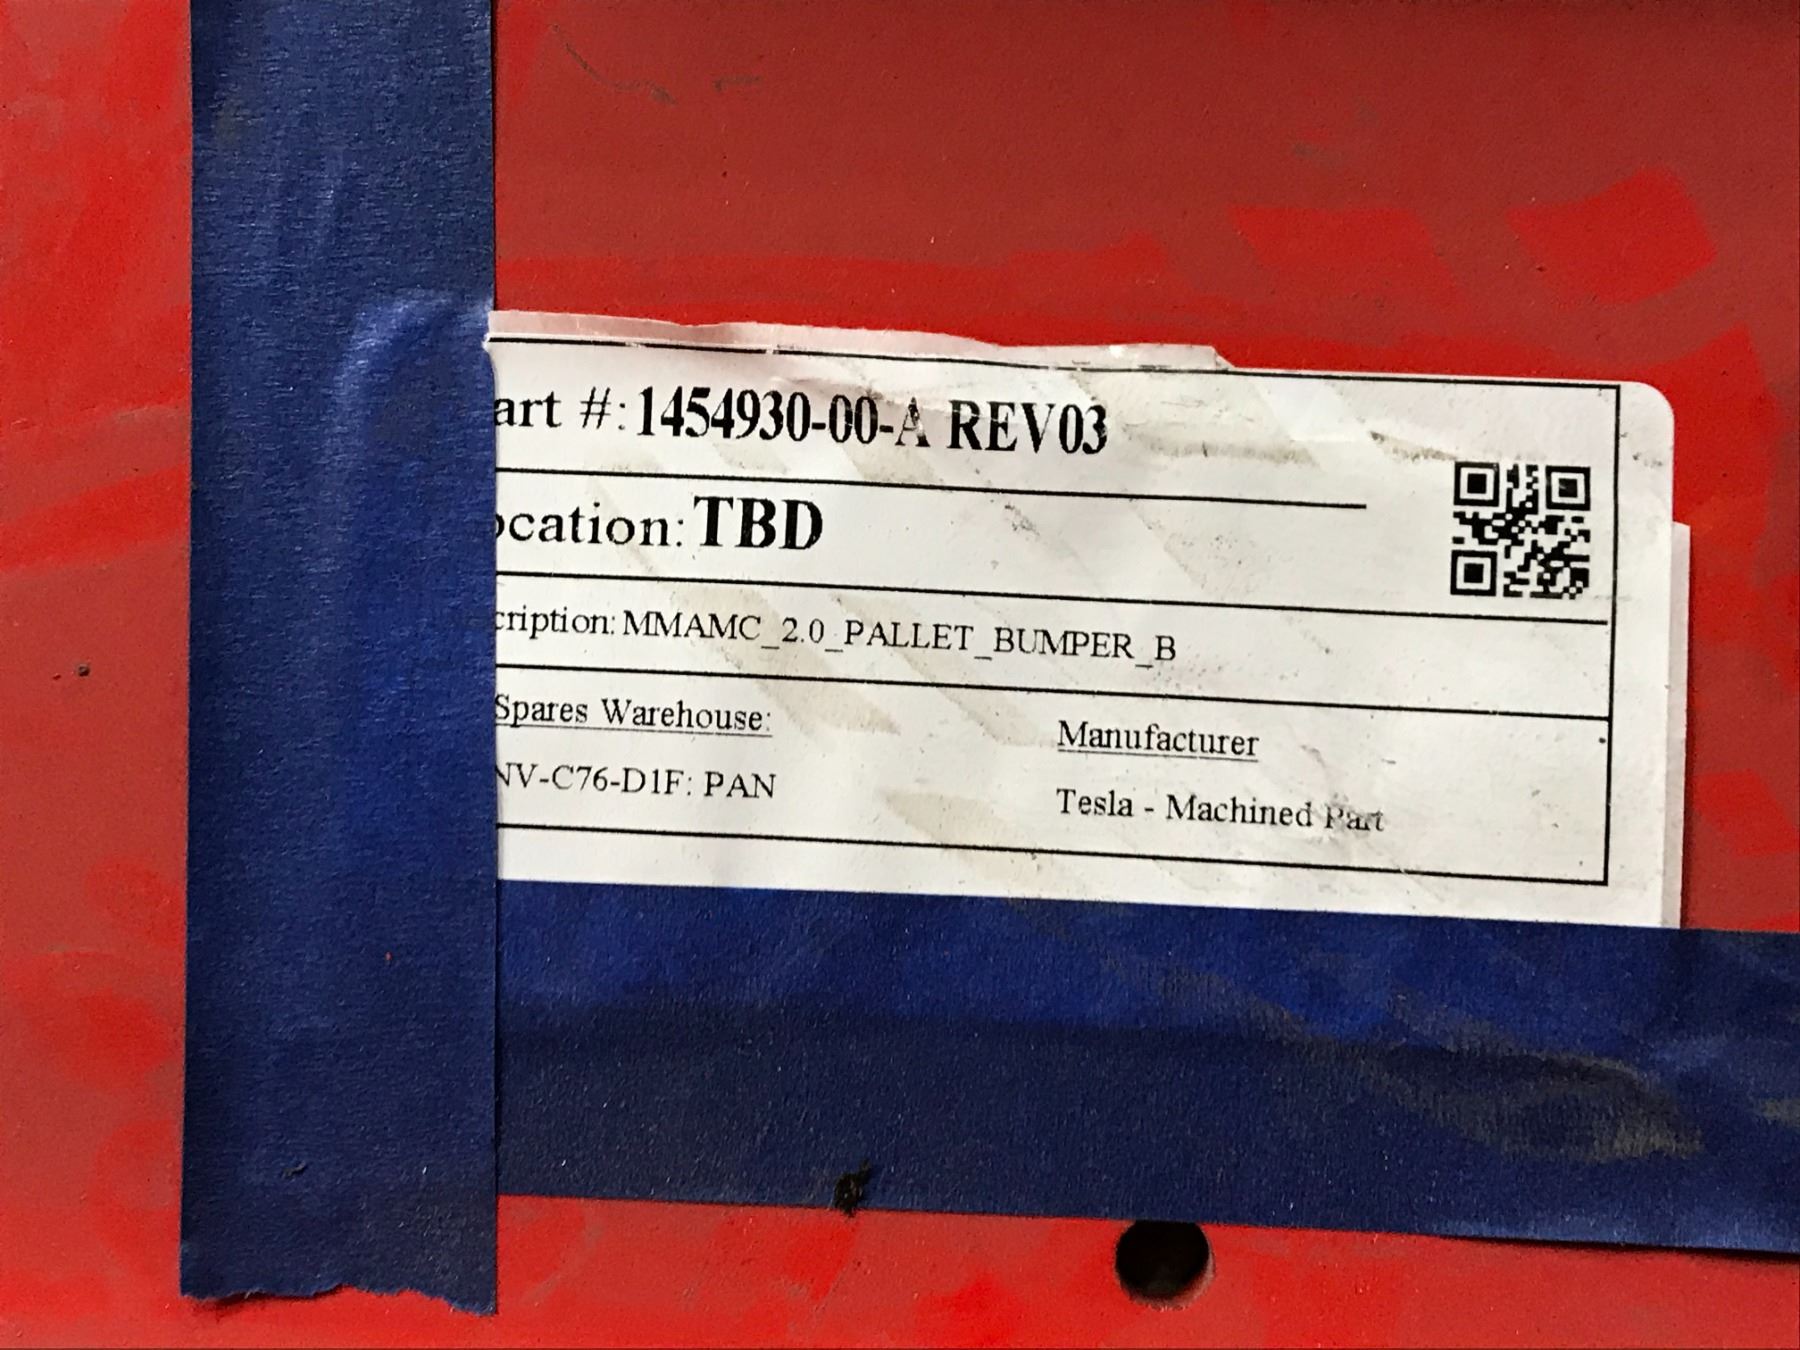 art #: 1454930-00-A REV03
ocation: TBD
cription: MMAMC_2.0_PALLET_BUMPER_B
Spares Warehouse:
Manufacturer
NV-C76-D1F: PAN
Tesla - Machined Part